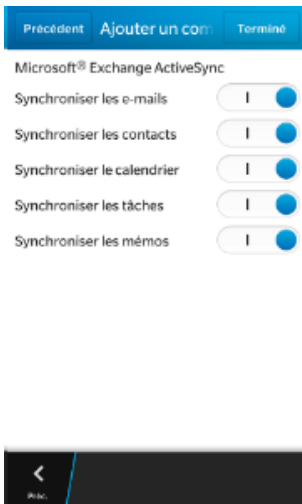 Précédent Ajouter un com Terminé
Microsoft® Exchange ActiveSync
Synchroniser les e-mails
Synchroniser les contacts
Synchroniser le calendrier
Synchroniser les tâches
Synchroniser les mémos
Préc.